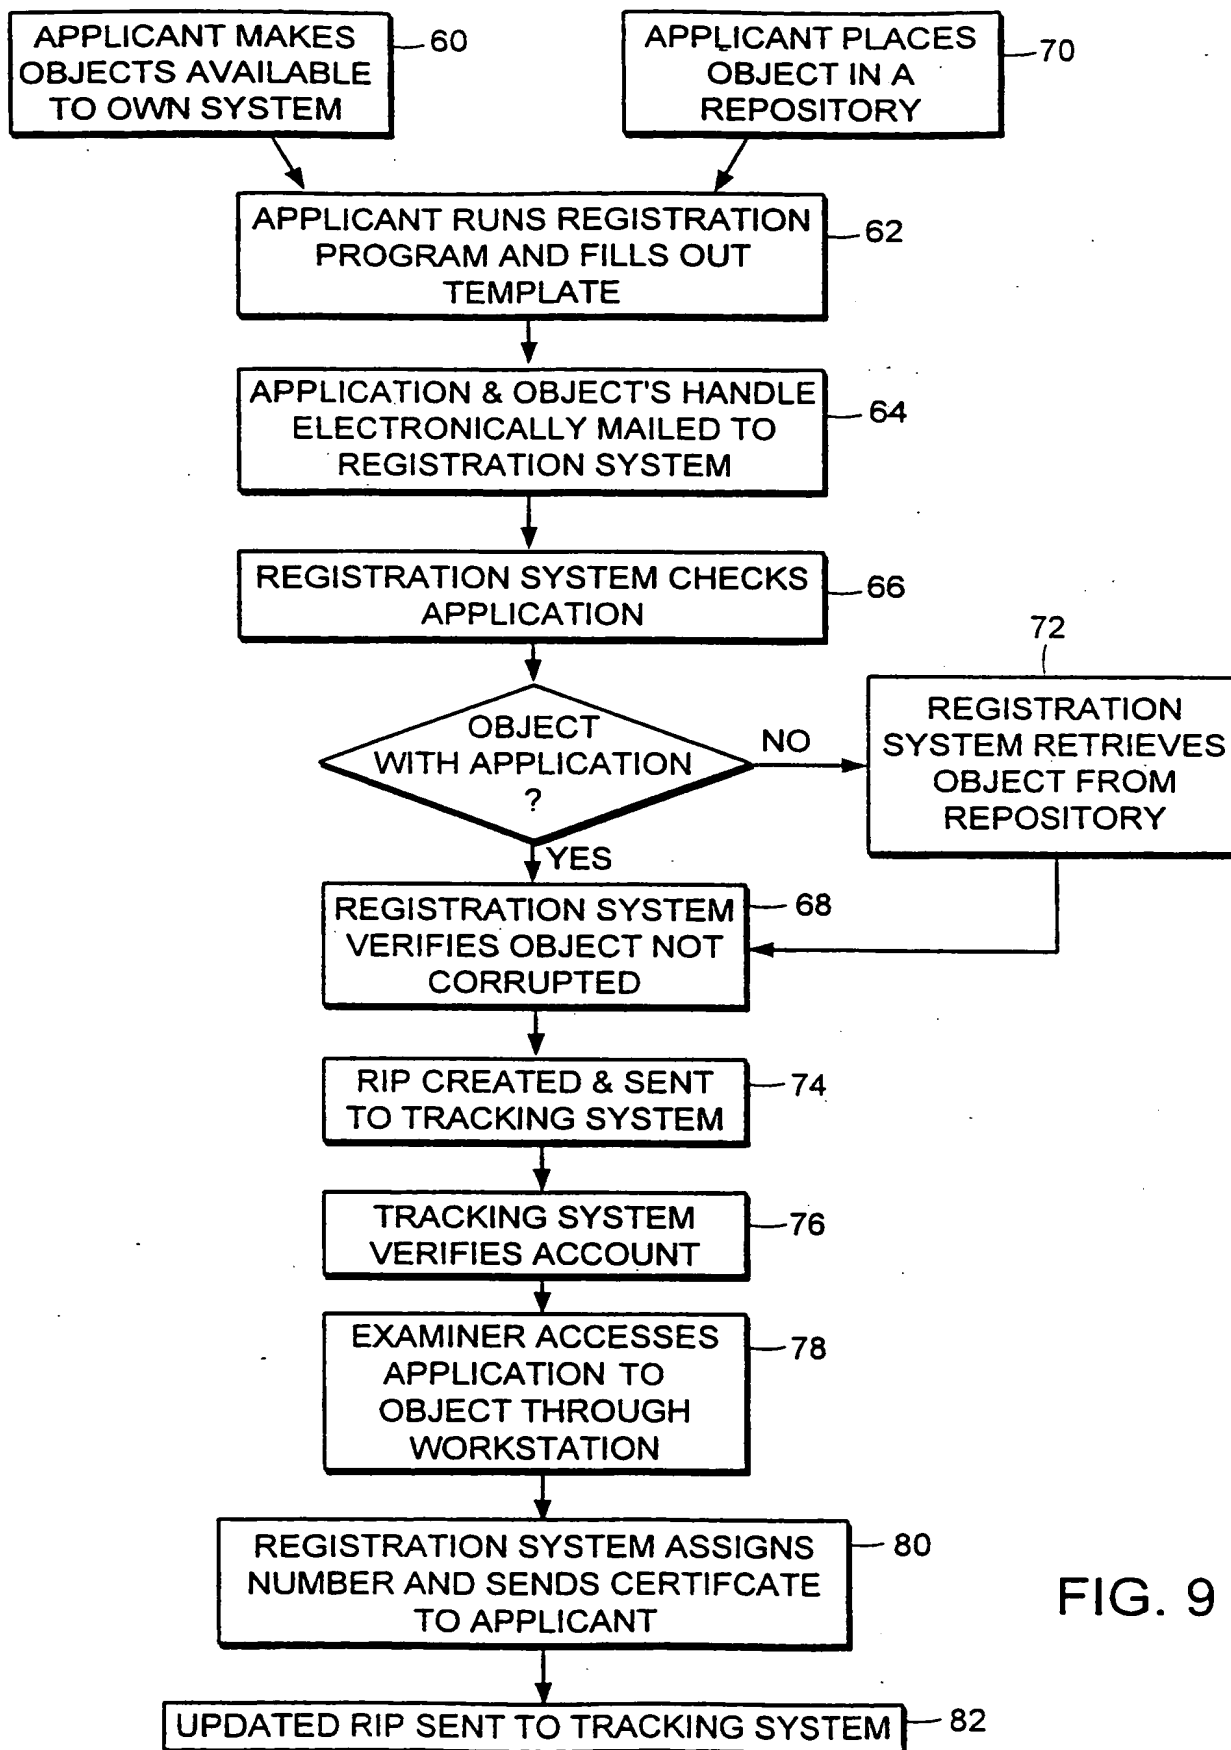 APPLICANT MAKES
OBJECTS AVAILABLE
TO OWN SYSTEM
60
APPLICANT PLACES
OBJECT IN A
REPOSITORY
70
APPLICANT RUNS REGISTRATION
PROGRAM AND FILLS OUT
TEMPLATE
62
APPLICATION & OBJECT'S HANDLE
ELECTRONICALLY MAILED TO
REGISTRATION SYSTEM
64
REGISTRATION SYSTEM CHECKS
APPLICATION
66
OBJECT
WITH APPLICATION
?
NO
YES
72
REGISTRATION
SYSTEM RETRIEVES
OBJECT FROM
REPOSITORY
REGISTRATION SYSTEM
VERIFIES OBJECT NOT
CORRUPTED
68
RIP CREATED & SENT
TO TRACKING SYSTEM
74
TRACKING SYSTEM
VERIFIES ACCOUNT
76
EXAMINER ACCESSES
APPLICATION TO
OBJECT THROUGH
WORKSTATION
78
REGISTRATION SYSTEM ASSIGNS
NUMBER AND SENDS CERTIFCATE
TO APPLICANT
80
UPDATED RIP SENT TO TRACKING SYSTEM
82
FIG. 9